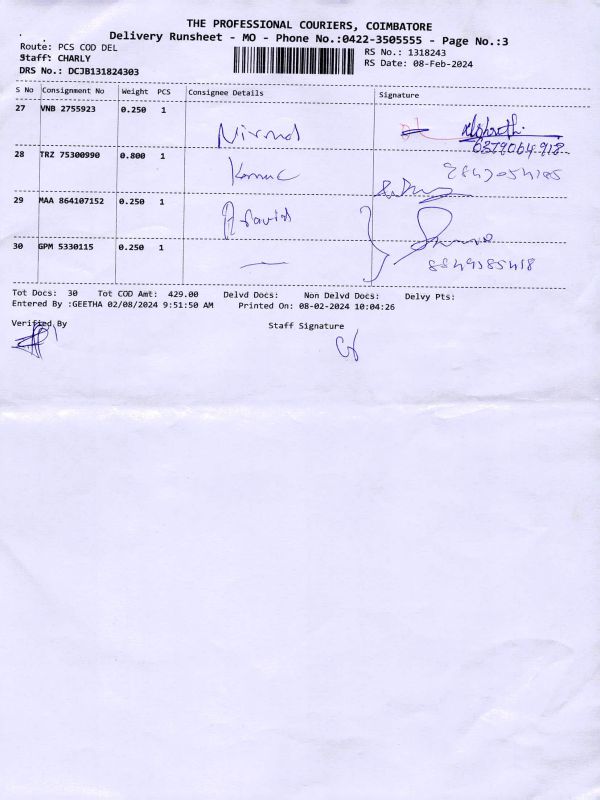 THE PROFESSIONAL COURIERS, COIMBATORE
Delivery Runsheet - MO - Phone No.:0422-3505555 - Page No.:3
Route: PCS COD DEL
RS No.: 1318243
Staff: CHARLY
RS Date: 08-Feb-2024
DRS No.: DCJB131824303
S No Consignment No Weight PCS Consignee Details Signature
27 VNB 2755923 0.250 1
Nirmal
28 TRZ 75300990 0.800 1
29 MAA 864107152 0.250 1
30 GPM 5330115 0.250 1
Tot Docs: 30 Tot COD Amt: 429.00 Delvd Docs: Non Delvd Docs: Delvy Pts:
Entered By :GEETHA 02/08/2024 9:51:50 AM Printed On: 08-02-2024 10:04:26
Verified By Staff Signature